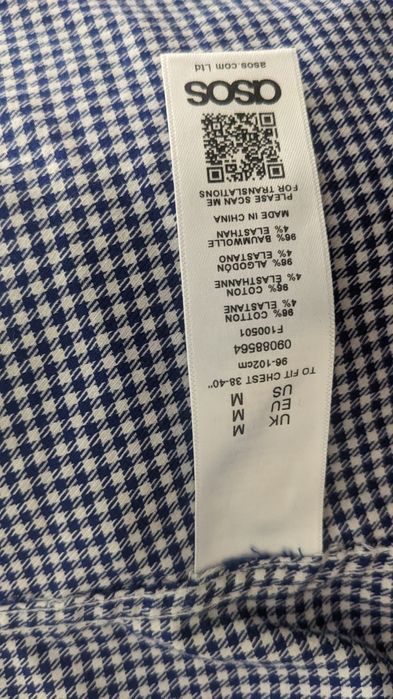 UK M
EU M
US M
TO FIT CHEST 38-40"
96-102cm
09088564
F100501
96% COTTON
4% ELASTANE
96% COTON
4% ELASTHANNE
96% ALGODÓN
4% ELASTANO
96% BAUMWOLLE
4% ELASTHAN
MADE IN CHINA
PLEASE SCAN ME
FOR TRANSLATIONS
asos
asos.com Ltd